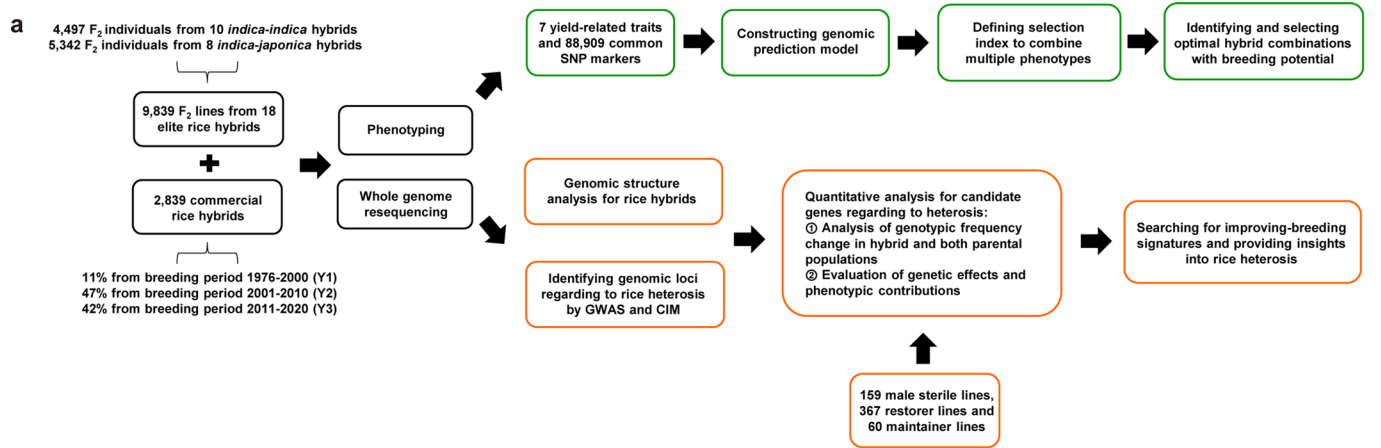 a
4,497 F₂ individuals from 10 indica-indica hybrids
5,342 F₂ individuals from 8 indica-japonica hybrids
9,839 F₂ lines from 18
elite rice hybrids
+
2,839 commercial
rice hybrids
11% from breeding period 1976-2000 (Y1)
47% from breeding period 2001-2010 (Y2)
42% from breeding period 2011-2020 (Y3)
Phenotyping
Whole genome
resequencing
7 yield-related traits
and 88,909 common
SNP markers
Constructing genomic
prediction model
Defining selection
index to combine
multiple phenotypes
Identifying and selecting
optimal hybrid combinations
with breeding potential
Genomic structure
analysis for rice hybrids
Identifying genomic loci
regarding to rice heterosis
by GWAS and CIM
Quantitative analysis for candidate
genes regarding to heterosis:
① Analysis of genotypic frequency
change in hybrid and both parental
populations
② Evaluation of genetic effects and
phenotypic contributions
Searching for improving-breeding
signatures and providing insights
into rice heterosis
159 male sterile lines,
367 restorer lines and
60 maintainer lines